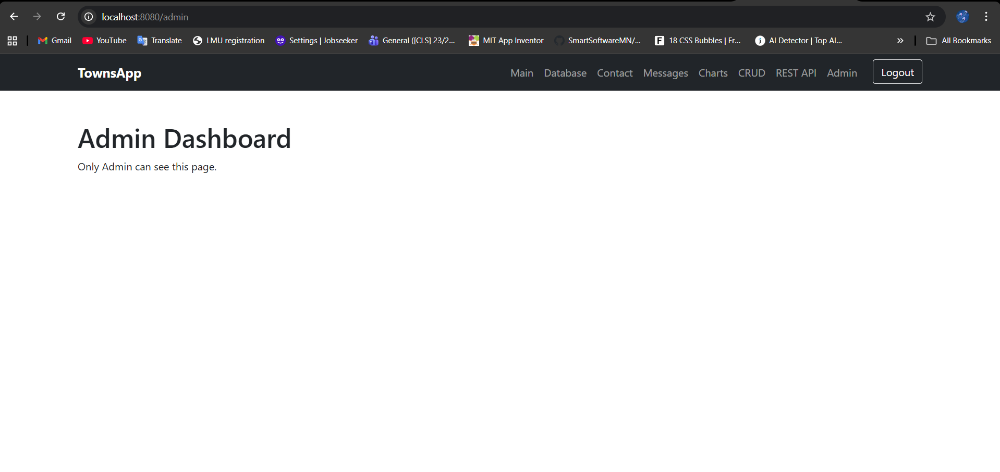 localhost:8080/admin
Gmail YouTube Translate LMU registration Settings | Jobseeker General ([CLS] 23/2... MIT App Inventor SmartSoftwareMN/... 18 CSS Bubbles | Fr... AI Detector | Top AI... » All Bookmarks
TownsApp Main Database Contact Messages Charts CRUD REST API Admin Logout
Admin Dashboard
Only Admin can see this page.